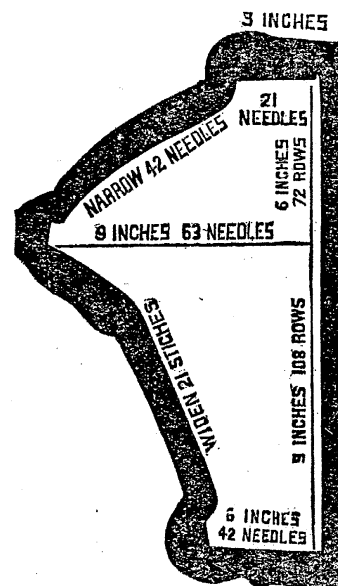 3 INCHES
21
NEEDLES
NARROW 42 NEEDLES
6 INCHES
72 ROWS
9 INCHES 63 NEEDLES
WIDEN 21 STICHES
9 INCHES 108 ROWS
6 INCHES
42 NEEDLES